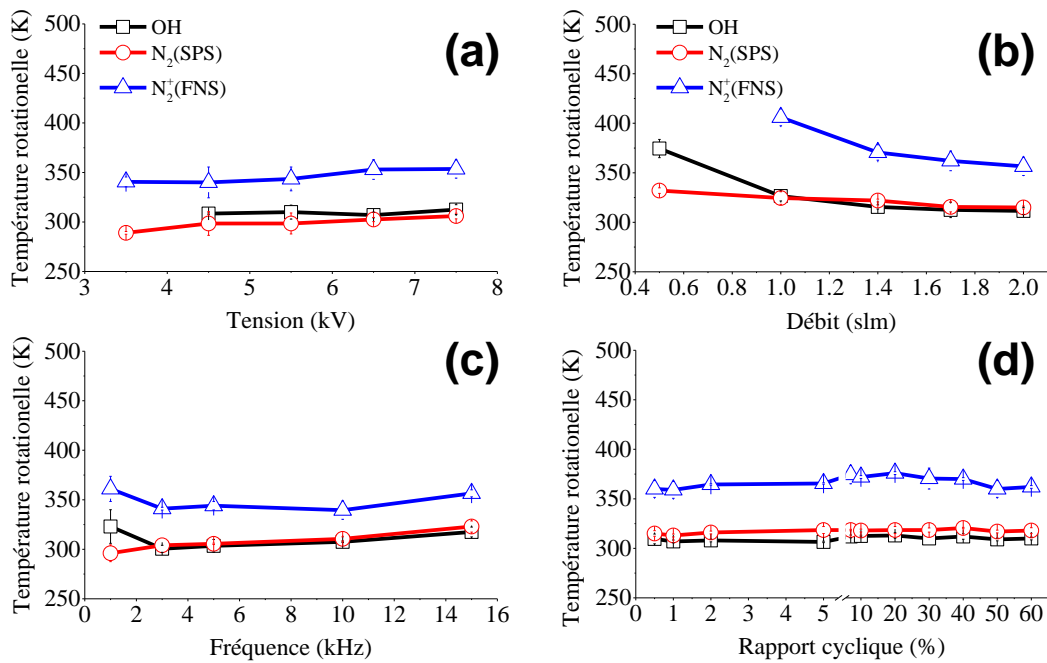 500
450
400
350
300
250
Température rotationelle (K)
OH
N2(SPS)
N2+(FNS)
(a)
3 4 5 6 7 8
Tension (kV)
500
450
400
350
300
250
Température rotationelle (K)
OH
N2(SPS)
N2+(FNS)
(b)
0.4 0.6 0.8 1.0 1.2 1.4 1.6 1.8 2.0
Débit (slm)
500
450
400
350
300
250
Température rotationelle (K)
(c)
0 2 4 6 8 10 12 14 16
Fréquence (kHz)
500
450
400
350
300
250
Température rotationelle (K)
(d)
0 1 2 3 4 5 10 20 30 40 50 60
Rapport cyclique (%)